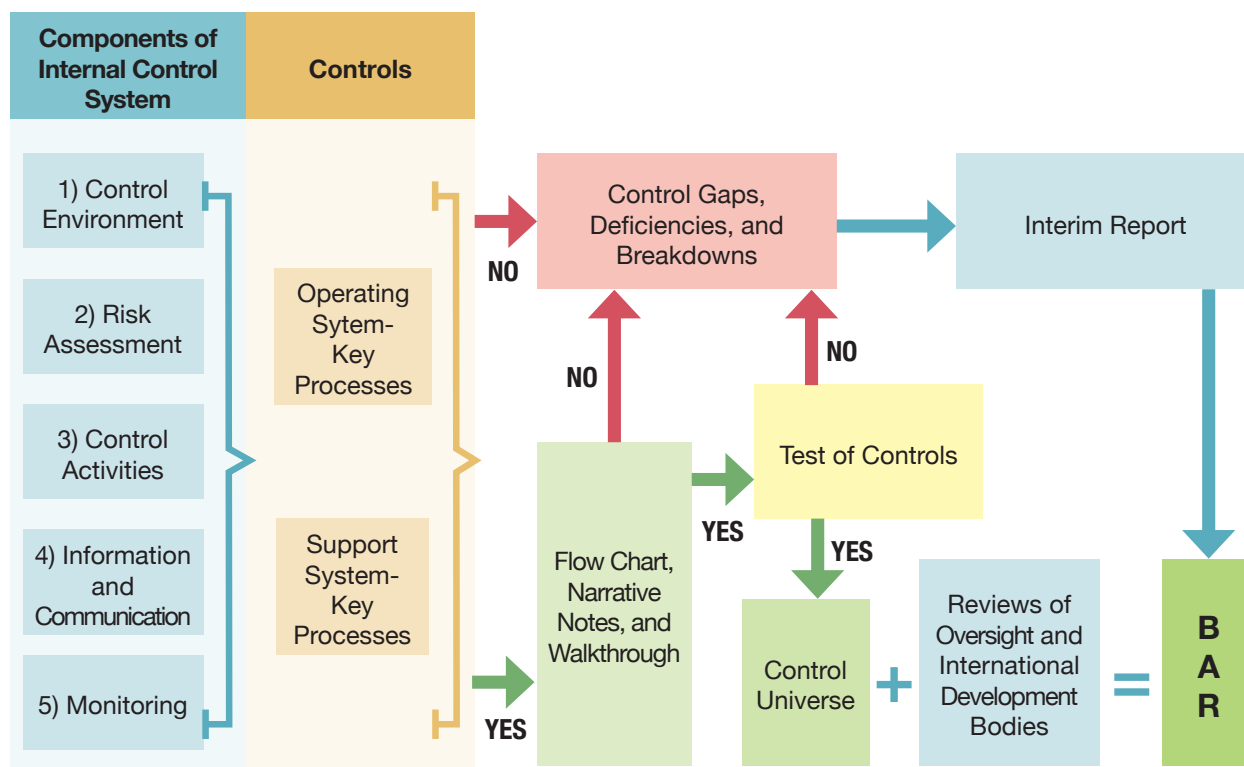 Components of
Internal Control
System
Controls
1) Control
Environment
2) Risk
Assessment
3) Control
Activities
4) Information
and
Communication
5) Monitoring
Operating
Sytem-
Key
Processes
Support
System-
Key
Processes
NO
YES
Control Gaps,
Deficiencies, and
Breakdowns
Interim Report
NO
NO
Flow Chart,
Narrative
Notes, and
Walkthrough
YES
Test of Controls
YES
Control
Universe
+
Reviews of
Oversight and
International
Development
Bodies
=
B
A
R